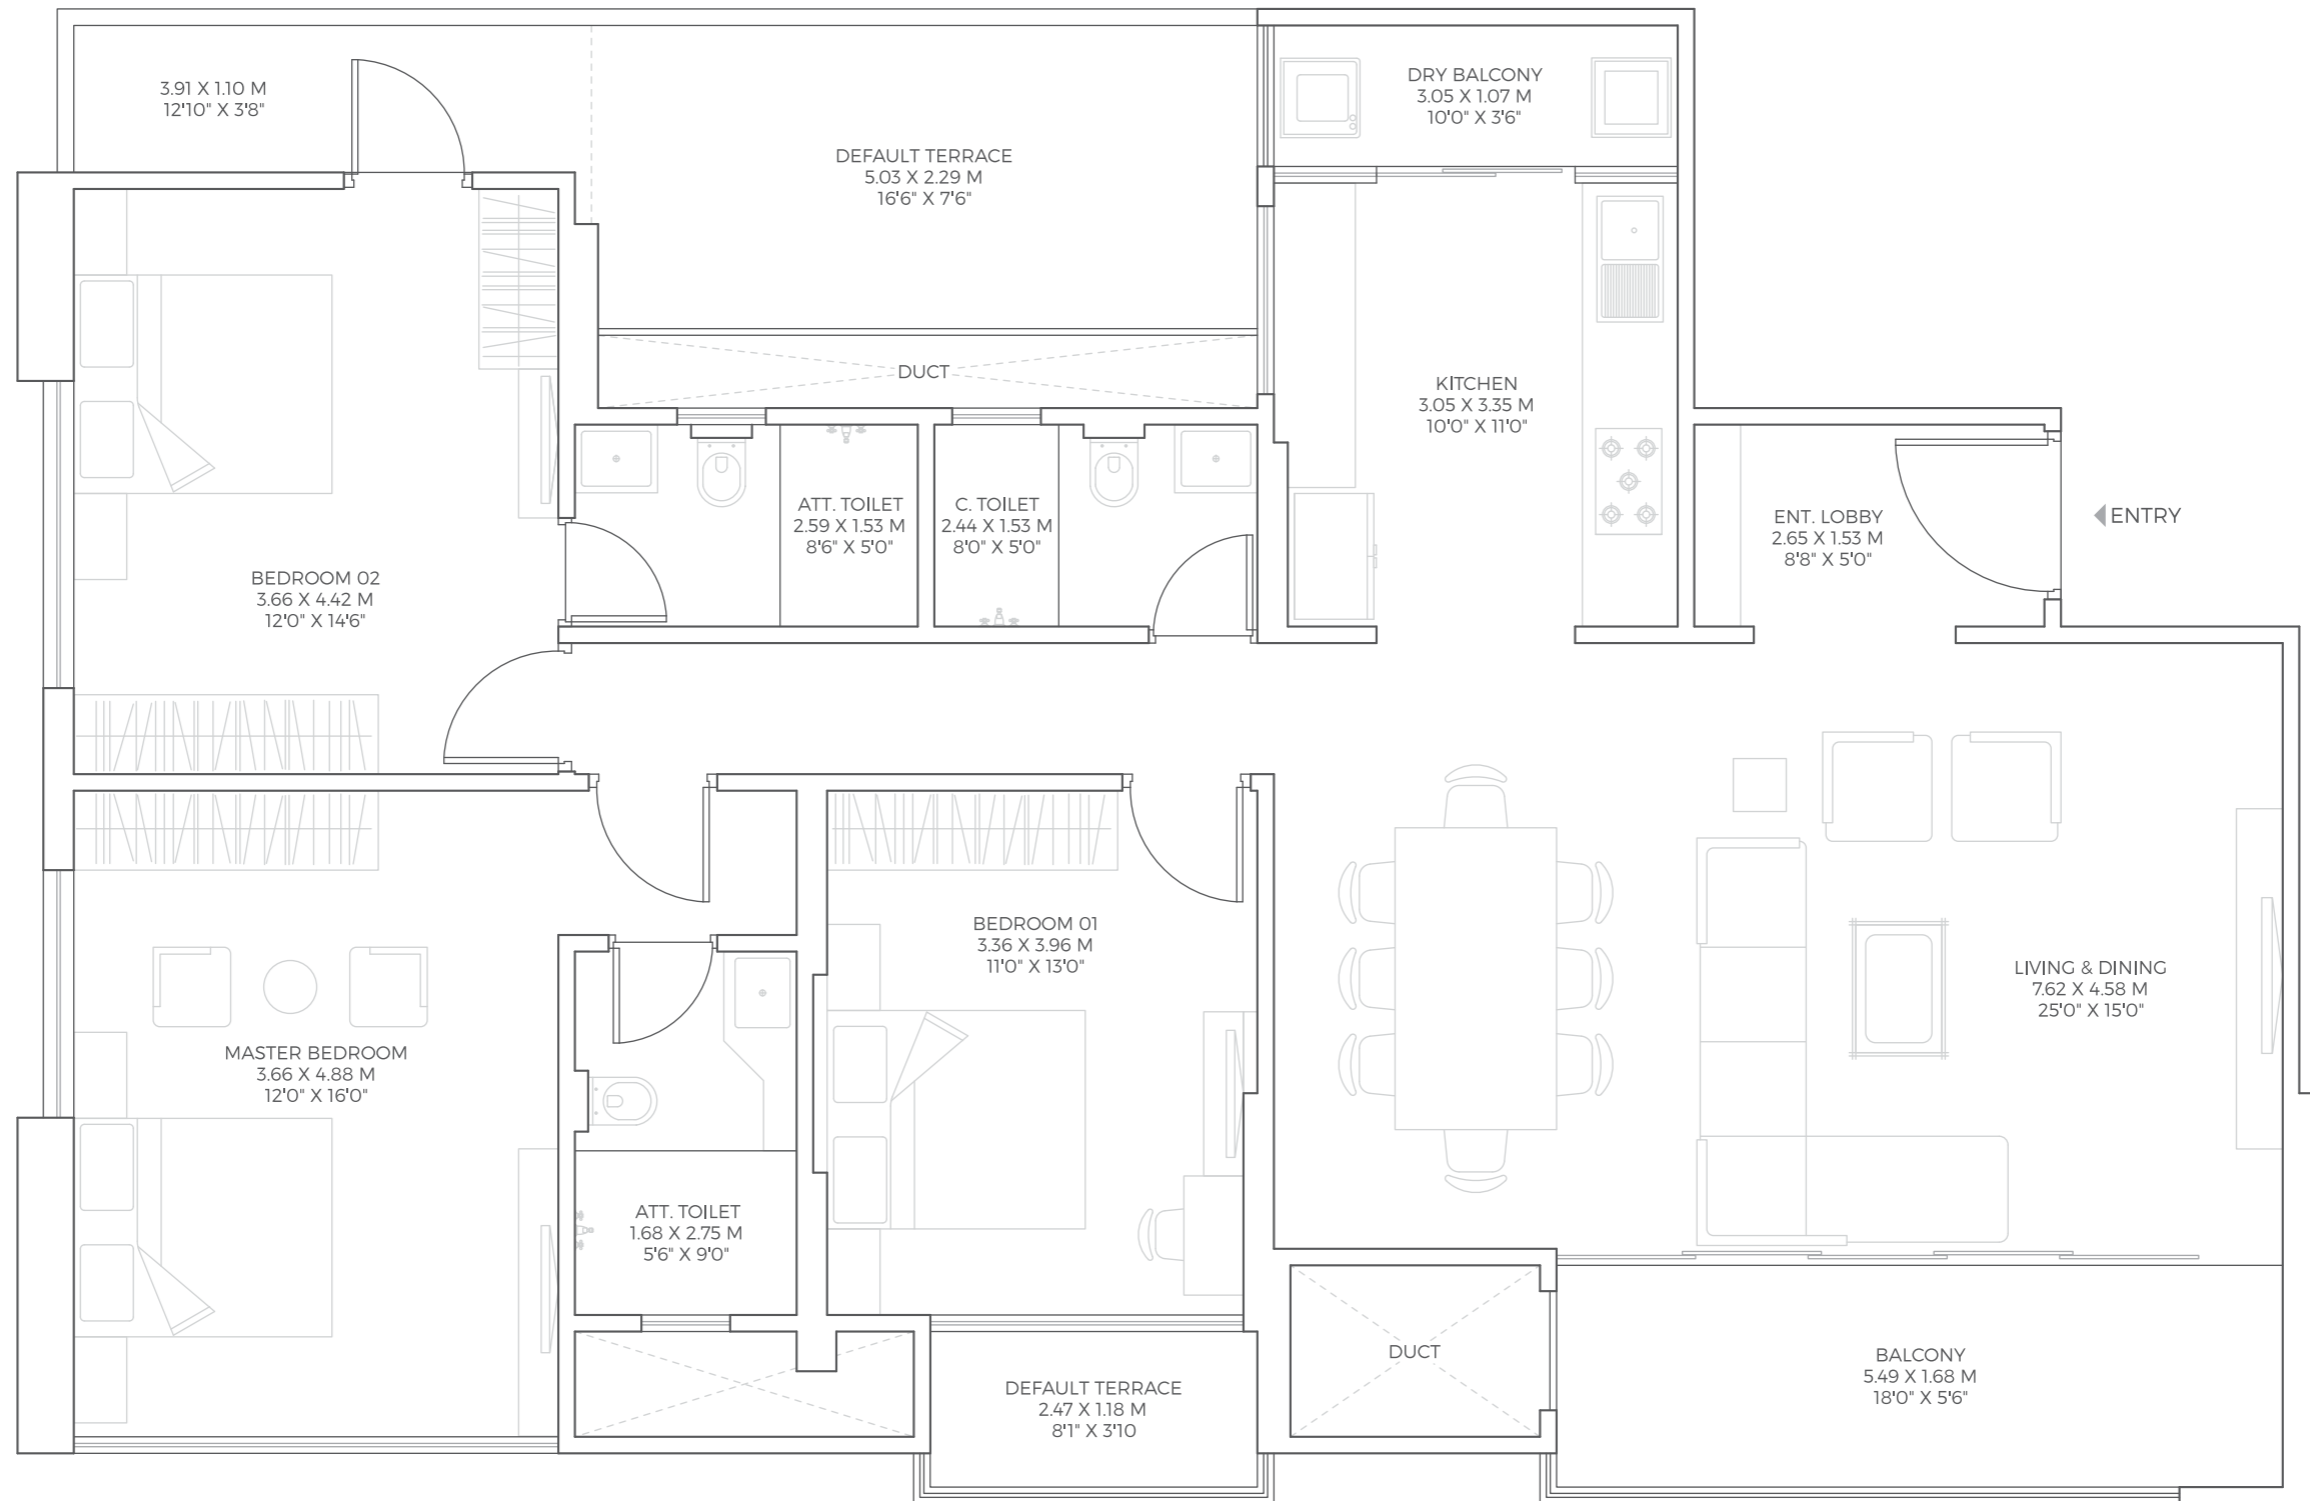 3.91 X 1.10 M
12'10" X 3'8"
DEFAULT TERRACE
5.03 X 2.29 M
16'6" X 7'6"
DRY BALCONY
3.05 X 1.07 M
10'0" X 3'6"
DUCT
KITCHEN
3.05 X 3.35 M
10'0" X 11'0"
ATT. TOILET
2.59 X 1.53 M
8'6" X 5'0"
C. TOILET
2.44 X 1.53 M
8'0" X 5'0"
ENT. LOBBY
2.65 X 1.53 M
8'8" X 5'0"
ENTRY
BEDROOM 02
3.66 X 4.42 M
12'0" X 14'6"
BEDROOM 01
3.36 X 3.96 M
11'0" X 13'0"
LIVING & DINING
7.62 X 4.58 M
25'0" X 15'0"
MASTER BEDROOM
3.66 X 4.88 M
12'0" X 16'0"
ATT. TOILET
1.68 X 2.75 M
5'6" X 9'0"
DUCT
BALCONY
5.49 X 1.68 M
18'0" X 5'6"
DEFAULT TERRACE
2.47 X 1.18 M
8'1" X 3'10